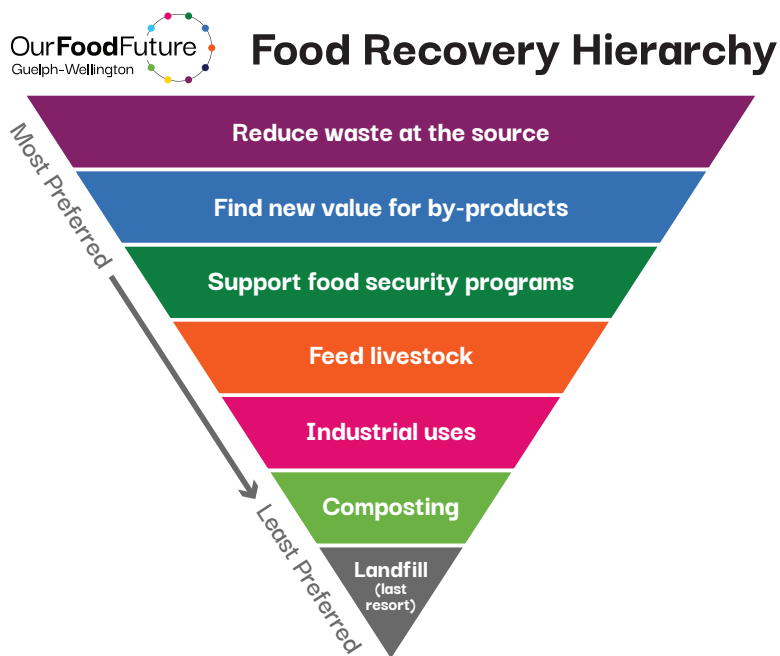 OurFoodFuture
Guelph-Wellington
Food Recovery Hierarchy
Most Preferred
Reduce waste at the source
Find new value for by-products
Support food security programs
Feed livestock
Industrial uses
Composting
Least Preferred
Landfill
(last
resort)